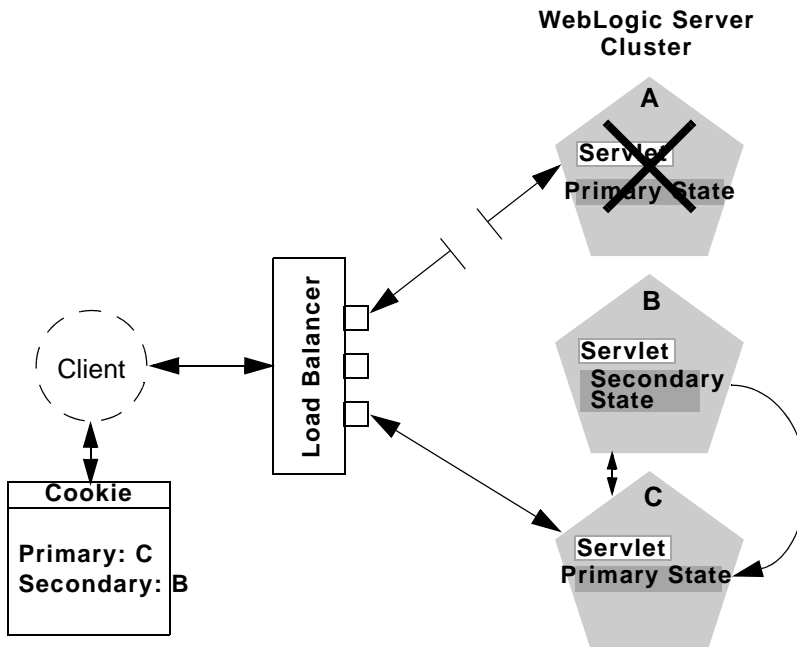 WebLogic Server
Cluster
A
Servlet
Primary State
B
Servlet
Secondary
State
C
Servlet
Primary State
Load Balancer
Client
Cookie
Primary: C
Secondary: B